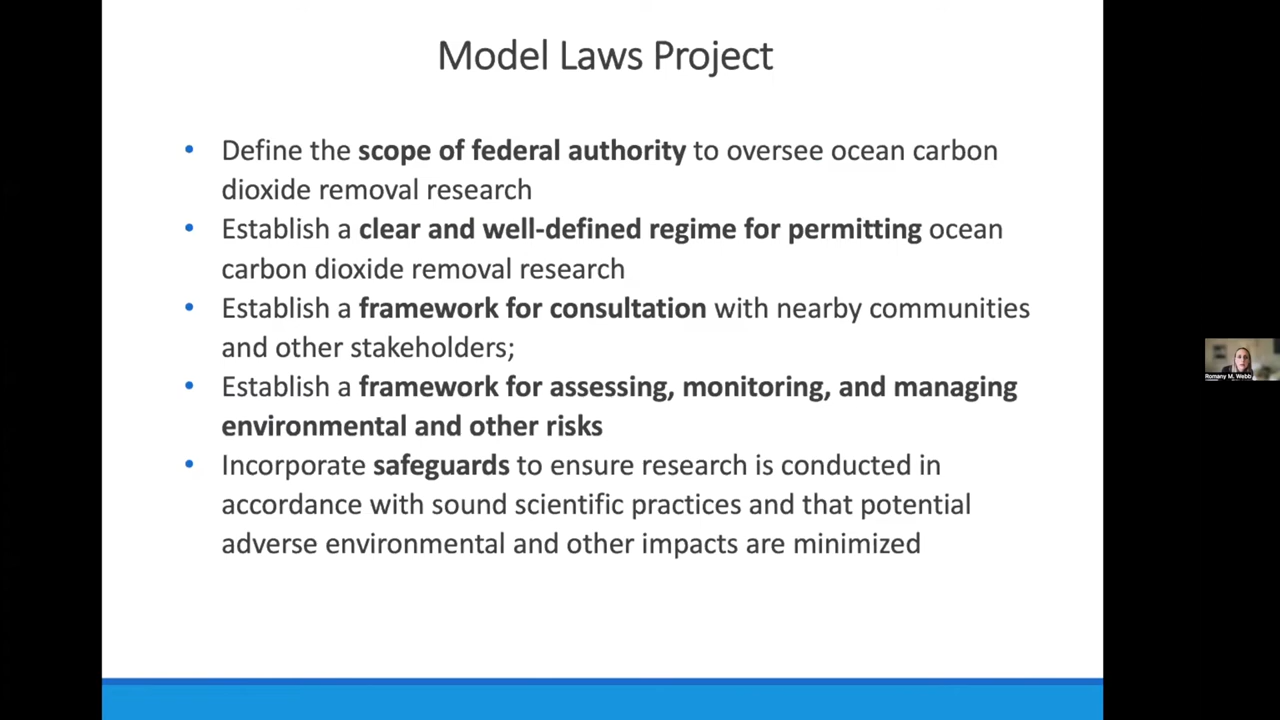 Model Laws Project
• Define the scope of federal authority to oversee ocean carbon
dioxide removal research
• Establish a clear and well-defined regime for permitting ocean
carbon dioxide removal research
• Establish a framework for consultation with nearby communities
and other stakeholders;
• Establish a framework for assessing, monitoring, and managing
environmental and other risks
• Incorporate safeguards to ensure research is conducted in
accordance with sound scientific practices and that potential
adverse environmental and other impacts are minimized
Romany M. Webb